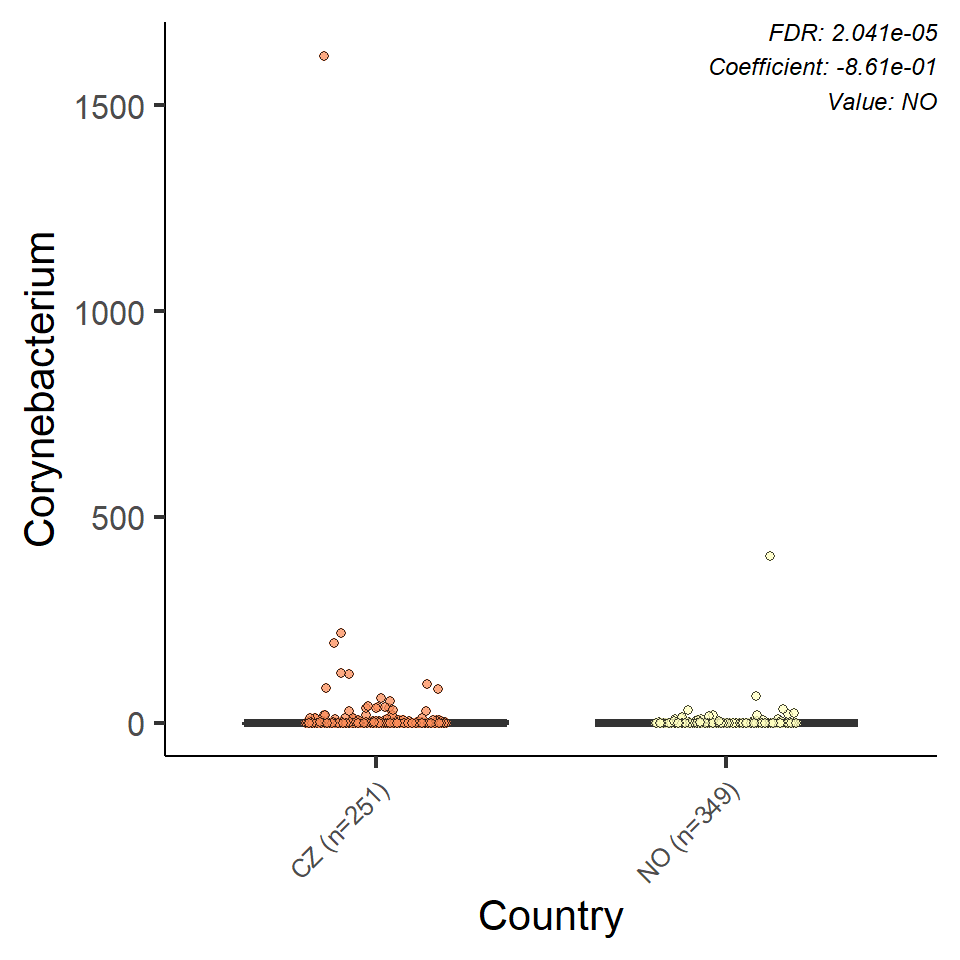 FDR: 2.041e-05
Coefficient: -8.61e-01
Value: NO
1500
1000
500
0
Corynebacterium
CZ (n=251)
NO (n=349)
Country